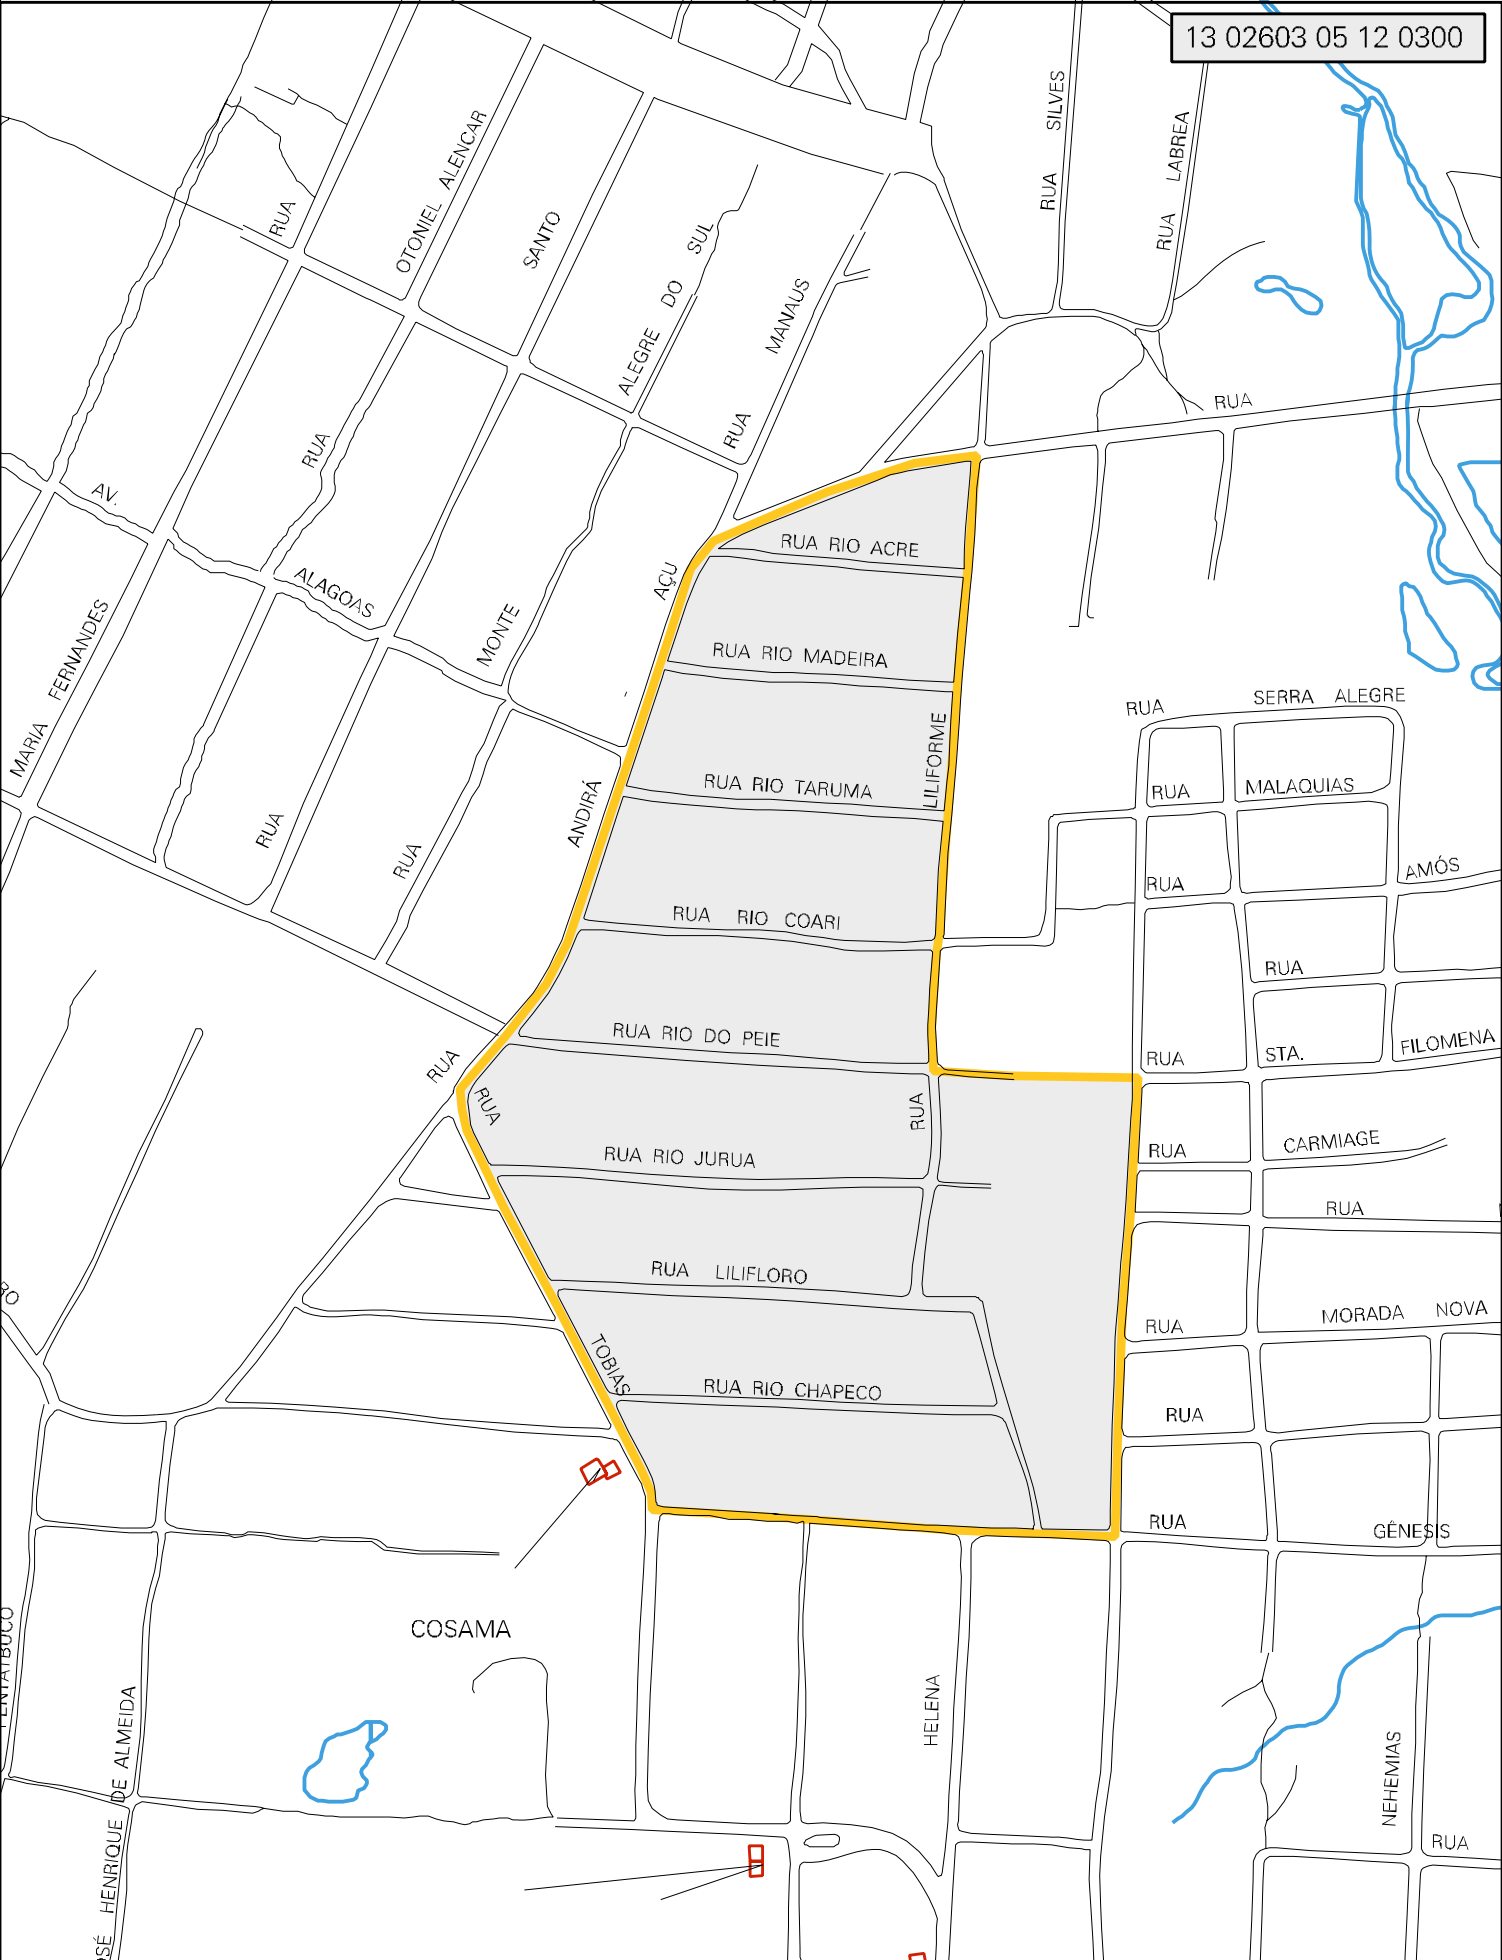 13 02603 05 12 0300
RUA SILVES
RUA LABREA
RUA
OTONIEL ALENCAR
SANTO
ALEGRE DO SUL
RUA MANAUS
RUA
RUA
AV.
ALAGOAS
MONTE
AÇU
RUA RIO ACRE
MARIA FERNANDES
RUA RIO MADEIRA
LILIFORME
RUA SERRA ALEGRE
RUA RIO TARUMA
RUA MALAQUIAS
ANDIRÁ
RUA
RUA
RUA AMÓS
RUA RIO COARI
RUA
RUA RIO DO PEIE
RUA STA. FILOMENA
RUA
RUA
RUA
RUA CARMIAGE
RUA RIO JURUA
RUA
RUA LILIFLORO
RUA MORADA NOVA
TOBIAS
RUA RIO CHAPECO
RUA
RUA GÊNESIS
COSAMA
HELENA
NEHEMIAS
HENRIQUE DE ALMEIDA
RUA